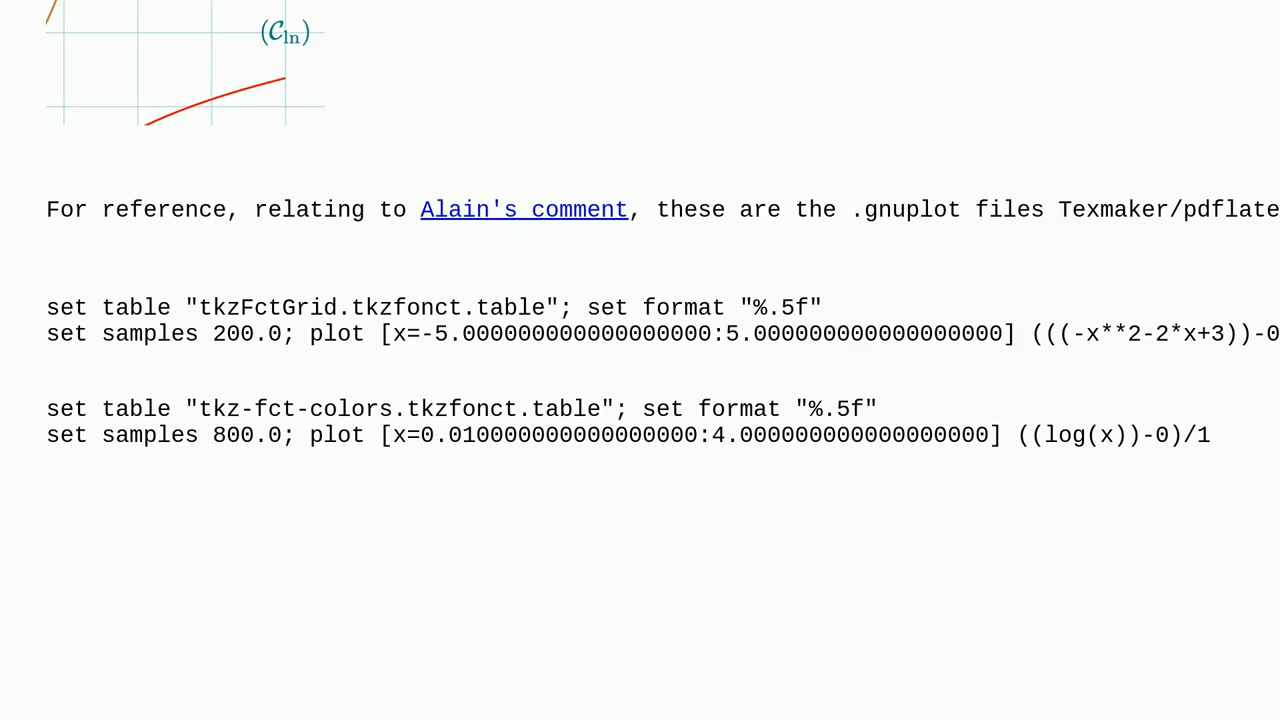 (C_ln)
For reference, relating to Alain's comment, these are the .gnuplot files Texmaker/pdflate
set table "tkzFctGrid.tkzfonct.table"; set format "%.5f"
set samples 200.0; plot [x=-5.000000000000000000:5.000000000000000000] (((-x**2-2*x+3))-0
set table "tkz-fct-colors.tkzfonct.table"; set format "%.5f"
set samples 800.0; plot [x=0.010000000000000000:4.000000000000000000] ((log(x))-0)/1